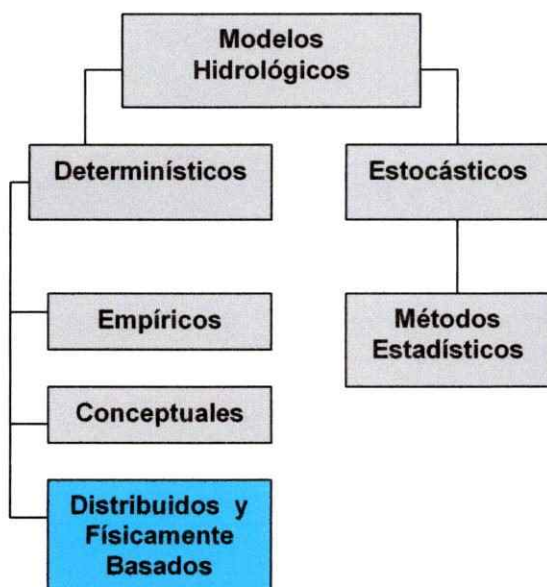 Modelos
Hidrológicos
Determinísticos
Estocásticos
Empíricos
Métodos
Estadísticos
Conceptuales
Distribuidos y
Físicamente
Basados